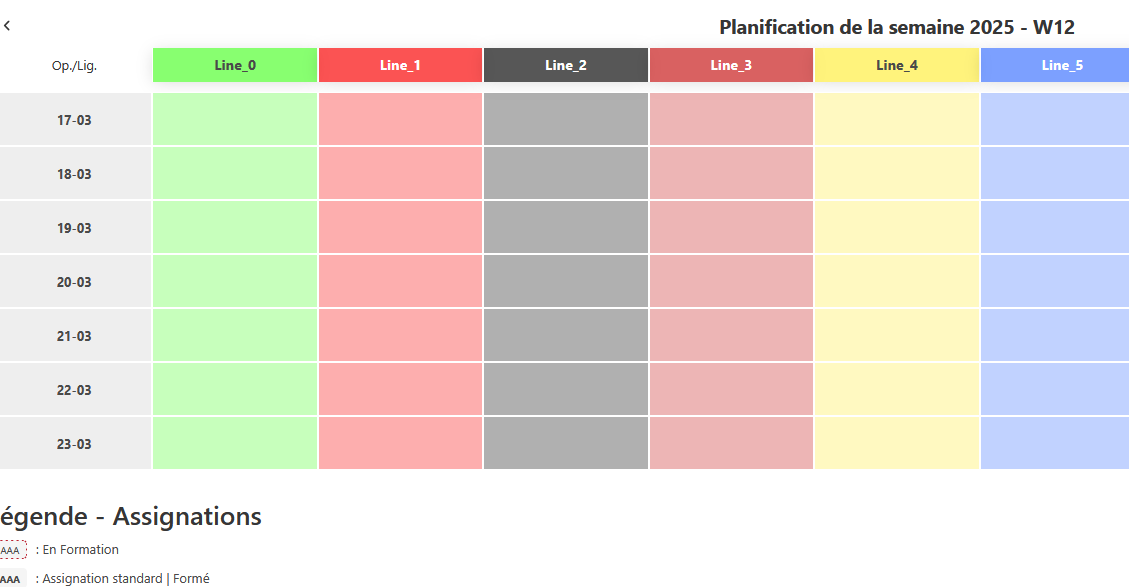 Planification de la semaine 2025 - W12
Op./Lig. Line_0 Line_1 Line_2 Line_3 Line_4 Line_5
17-03
18-03
19-03
20-03
21-03
22-03
23-03
égende - Assignations
AAA : En Formation
AAA : Assignation standard | Formé